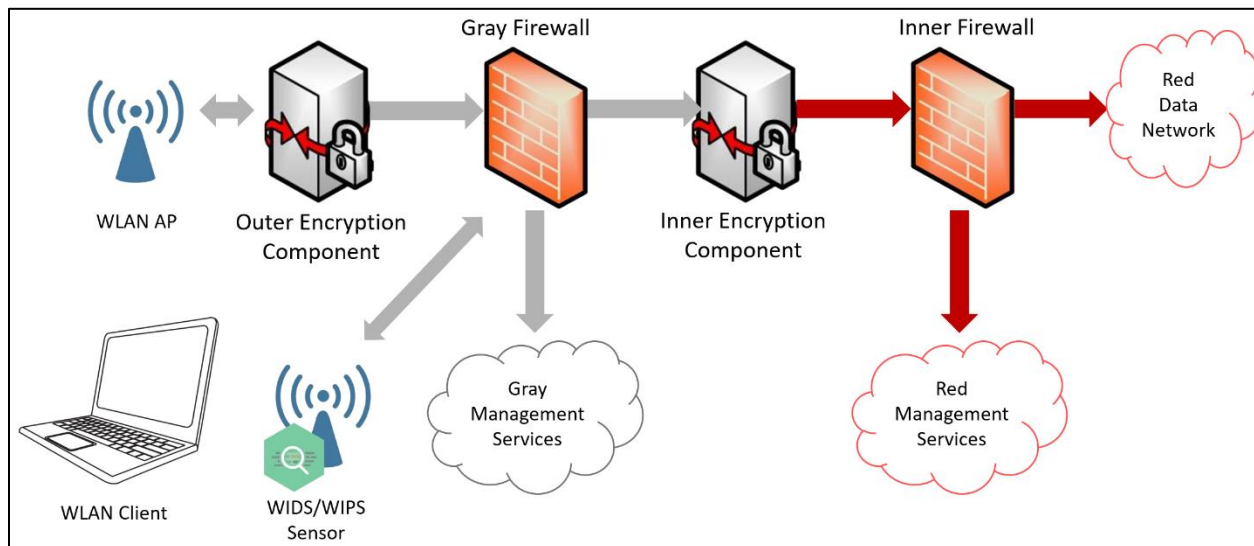 Gray Firewall
Inner Firewall
Red
Data
Network
WLAN AP
Outer Encryption
Component
Inner Encryption
Component
Gray
Management
Services
Red
Management
Services
WLAN Client
WIDS/WIPS
Sensor